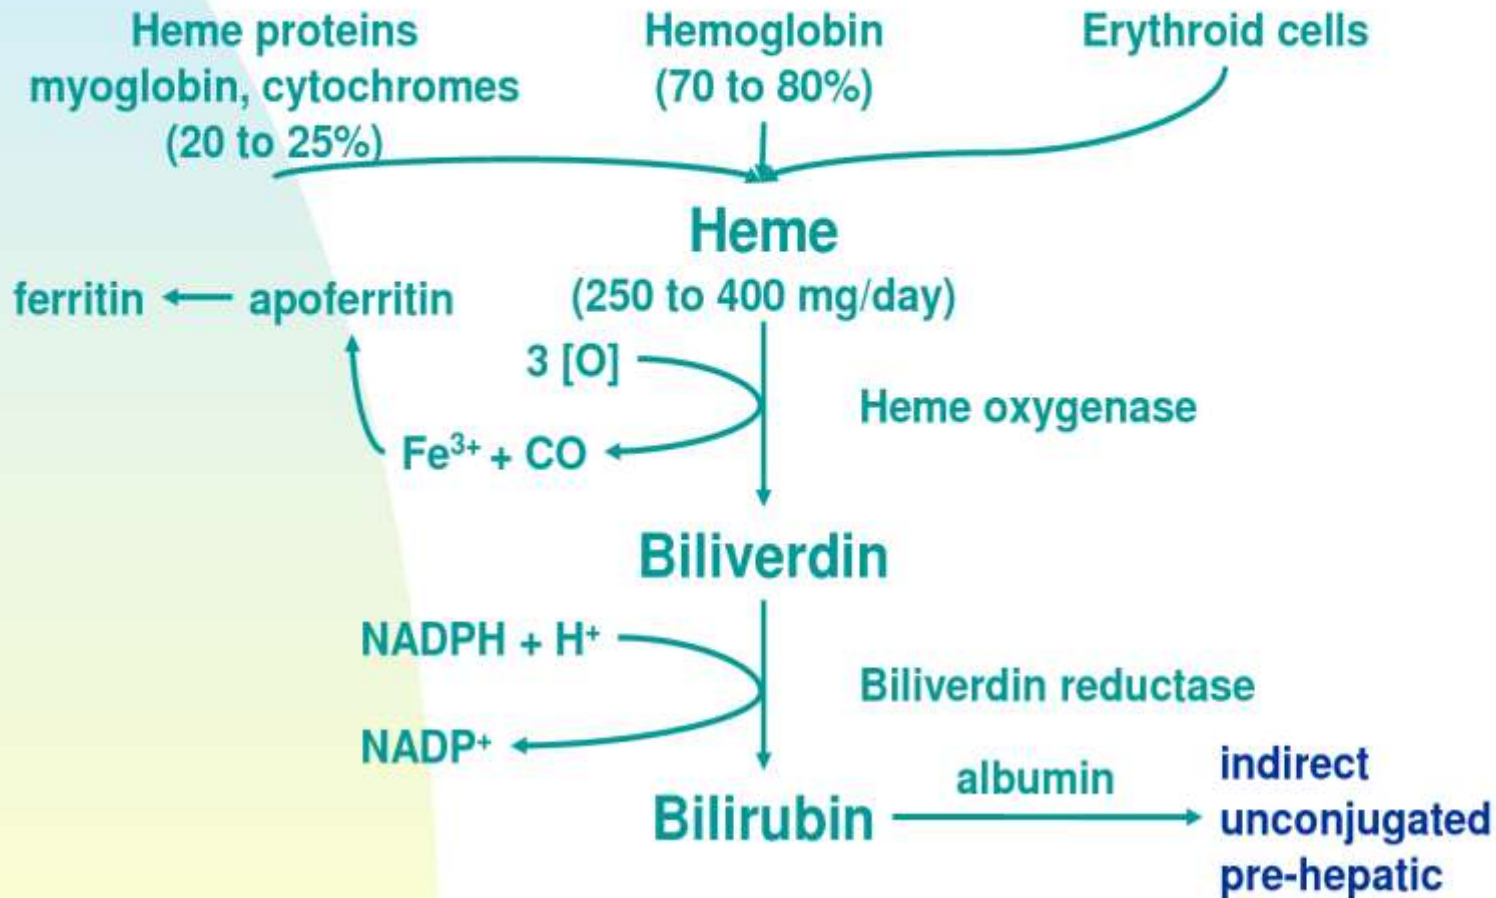 Heme proteins
myoglobin, cytochromes
(20 to 25%)
Hemoglobin
(70 to 80%)
Erythroid cells
Heme
(250 to 400 mg/day)
ferritin
apoferritin
3 [O]
Heme oxygenase
Fe³⁺ + CO
Biliverdin
NADPH + H⁺
Biliverdin reductase
NADP⁺
Bilirubin
albumin
indirect
unconjugated
pre-hepatic